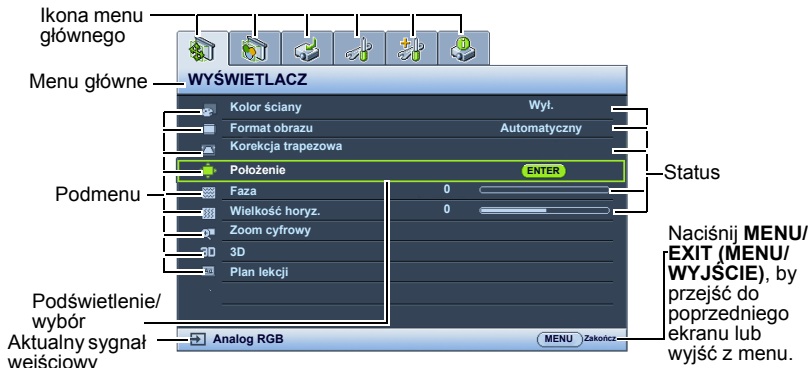 Ikona menu
głównego
Menu główne
WYŚWIETLACZ
Kolor ściany Wył.
Format obrazu Automatyczny
Korekcja trapezowa
Położenie ENTER
Faza 0
Wielkość horyz. 0
Zoom cyfrowy
3D 3D
Plan lekcji
Podmenu
Status
Podświetlenie/
wybór
Aktualny sygnał
wejściowy
Analog RGB
MENU Zakończ
Naciśnij MENU/
EXIT (MENU/
WYJŚCIE), by
przejść do
poprzedniego
ekranu lub
wyjść z menu.